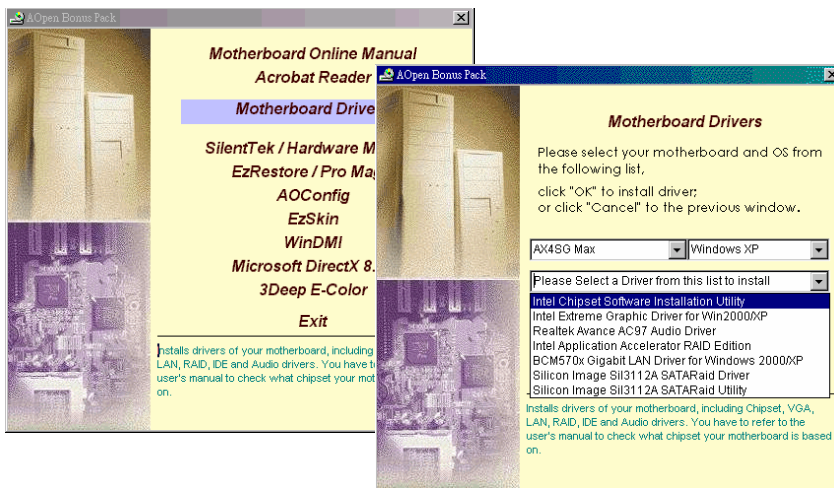 AOpen Bonus Pack
Motherboard Online Manual
Acrobat Reader
Motherboard Drive
SilentTek / Hardware M
EzRestore / Pro Ma
AOConfig
EzSkin
WinDMI
Microsoft DirectX 8.
3Deep E-Color
Exit
Installs drivers of your motherboard, including
LAN, RAID, IDE and Audio drivers. You have t
user's manual to check what chipset your mot
on.
AOpen Bonus Pack
Motherboard Drivers
Please select your motherboard and OS from
the following list,
click "OK" to install driver;
or click "Cancel" to the previous window.
AX4SG Max
Windows XP
Please Select a Driver from this list to install
Intel Chipset Software Installation Utility
Intel Extreme Graphic Driver for Win2000/XP
Realtek Avance AC97 Audio Driver
Intel Application Accelerator RAID Edition
BCM570x Gigabit LAN Driver for Windows 2000/XP
Silicon Image SiI3112A SATARaid Driver
Silicon Image SiI3112A SATARaid Utility
Installs drivers of your motherboard, including Chipset, VGA,
LAN, RAID, IDE and Audio drivers. You have to refer to the
user's manual to check what chipset your motherboard is based
on.